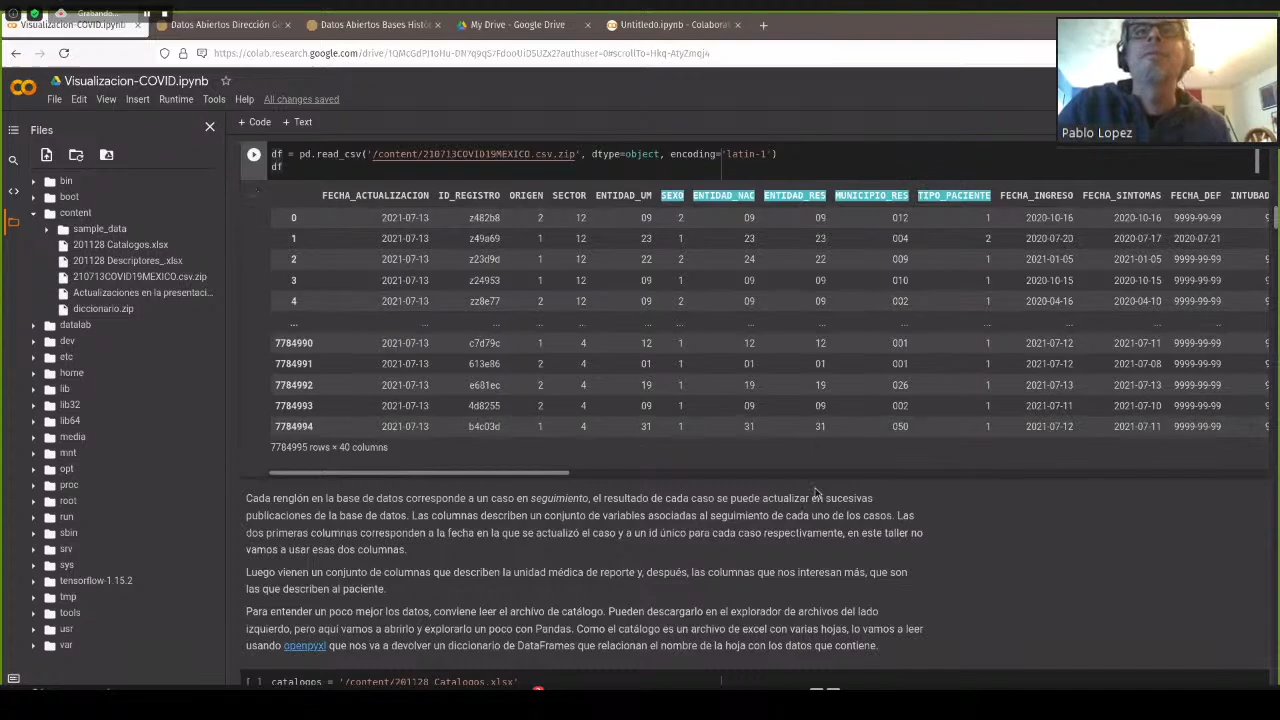 Grabando...
Visualizacion-COVID.ipynb
Datos Abiertos Dirección G
Datos Abiertos Bases Histó
My Drive - Google Drive
Untitled0.ipynb - Colabora
Pablo Lopez
Visualizacion-COVID.ipynb
File Edit View Insert Runtime Tools Help All changes saved
Files
+ Code + Text
bin
boot
content
sample_data
201128 Catalogos.xlsx
201128 Descriptores_.xlsx
210713COVID19MEXICO.csv.zip
Actualizaciones en la presentaci...
diccionario.zip
datalab
dev
etc
home
lib
lib32
lib64
media
mnt
opt
proc
root
run
sbin
srv
sys
tensorflow-1.15.2
tmp
tools
usr
var
df = pd.read_csv('/content/210713COVID19MEXICO.csv.zip', dtype=object, encoding='latin-1')
df
FECHA_ACTUALIZACION ID_REGISTRO ORIGEN SECTOR ENTIDAD_UM SEXO ENTIDAD_NAC ENTIDAD_RES MUNICIPIO_RES TIPO_PACIENTE FECHA_INGRESO FECHA_SINTOMAS FECHA_DEF INTUBAD
0 2021-07-13 z482b8 2 12 09 2 09 09 012 1 2020-10-16 2020-10-16 9999-99-99 9
1 2021-07-13 z49a69 1 12 23 1 23 23 004 2 2020-07-20 2020-07-17 2020-07-21
2 2021-07-13 z23d9d 1 12 22 2 24 22 009 1 2021-01-05 2021-01-05 9999-99-99 9
3 2021-07-13 z24953 1 12 09 1 09 09 010 1 2020-10-15 2020-10-15 9999-99-99 9
4 2021-07-13 zz8e77 2 12 09 2 09 09 002 1 2020-04-16 2020-04-10 9999-99-99 9
... ... ... ... ... ... ... ... ... ... ... ... ... ...
7784990 2021-07-13 c7d79c 1 4 12 1 12 12 001 1 2021-07-12 2021-07-11 9999-99-99 9
7784991 2021-07-13 613e86 2 4 01 1 01 01 001 1 2021-07-12 2021-07-08 9999-99-99 9
7784992 2021-07-13 e681ec 2 4 19 1 19 19 026 1 2021-07-13 2021-07-13 9999-99-99 9
7784993 2021-07-13 4d8255 2 4 09 1 09 09 002 1 2021-07-11 2021-07-10 9999-99-99 9
7784994 2021-07-13 b4c03d 1 4 31 1 31 31 050 1 2021-07-12 2021-07-11 9999-99-99 9
7784995 rows × 40 columns
Cada renglón en la base de datos corresponde a un caso en seguimiento, el resultado de cada caso se puede actualizar en sucesivas
publicaciones de la base de datos. Las columnas describen un conjunto de variables asociadas al seguimiento de cada uno de los casos. Las
dos primeras columnas corresponden a la fecha en la que se actualizó el caso y a un id único para cada caso respectivamente, en este taller no
vamos a usar esas dos columnas.
Luego vienen un conjunto de columnas que describen la unidad médica de reporte y, después, las columnas que nos interesan más, que son
las que describen al paciente.
Para entender un poco mejor los datos, conviene leer el archivo de catálogo. Pueden descargarlo en el explorador de archivos del lado
izquierdo, pero aquí vamos a abrirlo y explorarlo un poco con Pandas. Como el catálogo es un archivo de excel con varias hojas, lo vamos a leer
usando openpyxl que nos va a devolver un diccionario de DataFrames que relacionan el nombre de la hoja con los datos que contiene.
[ ] catalogos = '/content/201128 Catalogos.xlsx'